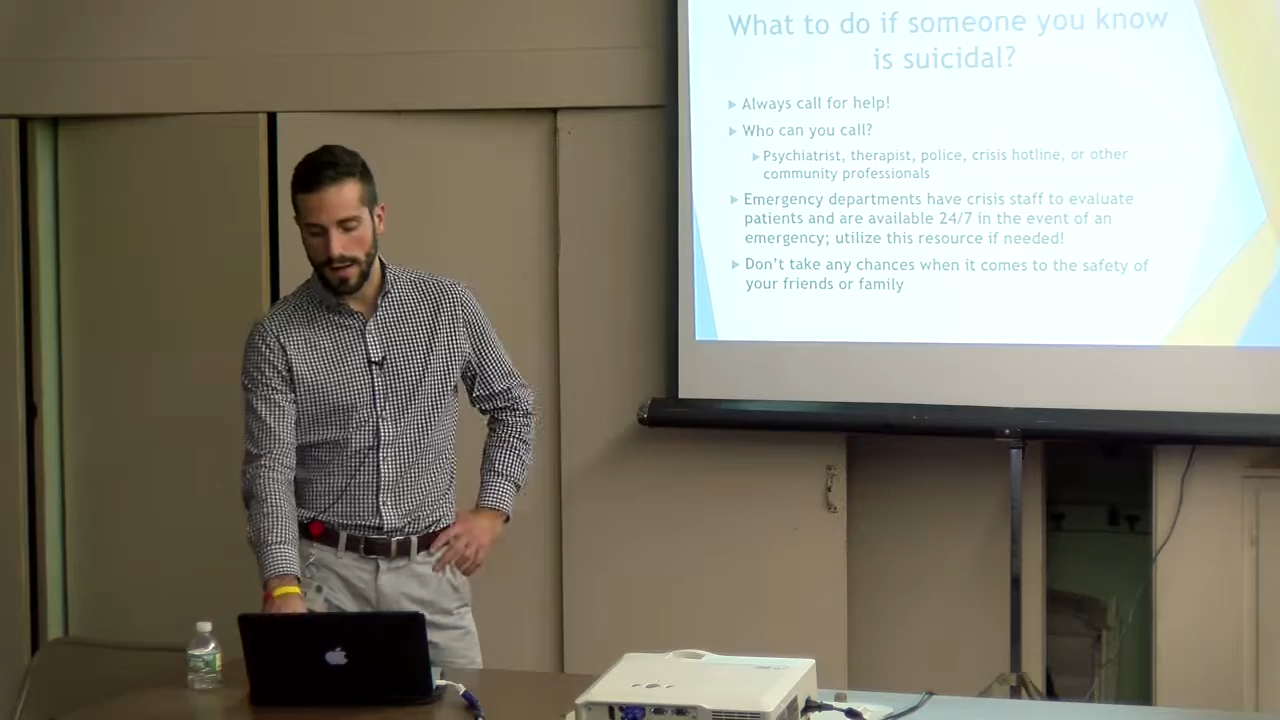 What to do if someone you know
is suicidal?
Always call for help!
Who can you call?
Psychiatrist, therapist, police, crisis hotline, or other
community professionals
Emergency departments have crisis staff to evaluate
patients and are available 24/7 in the event of an
emergency; utilize this resource if needed!
Don't take any chances when it comes to the safety of
your friends or family